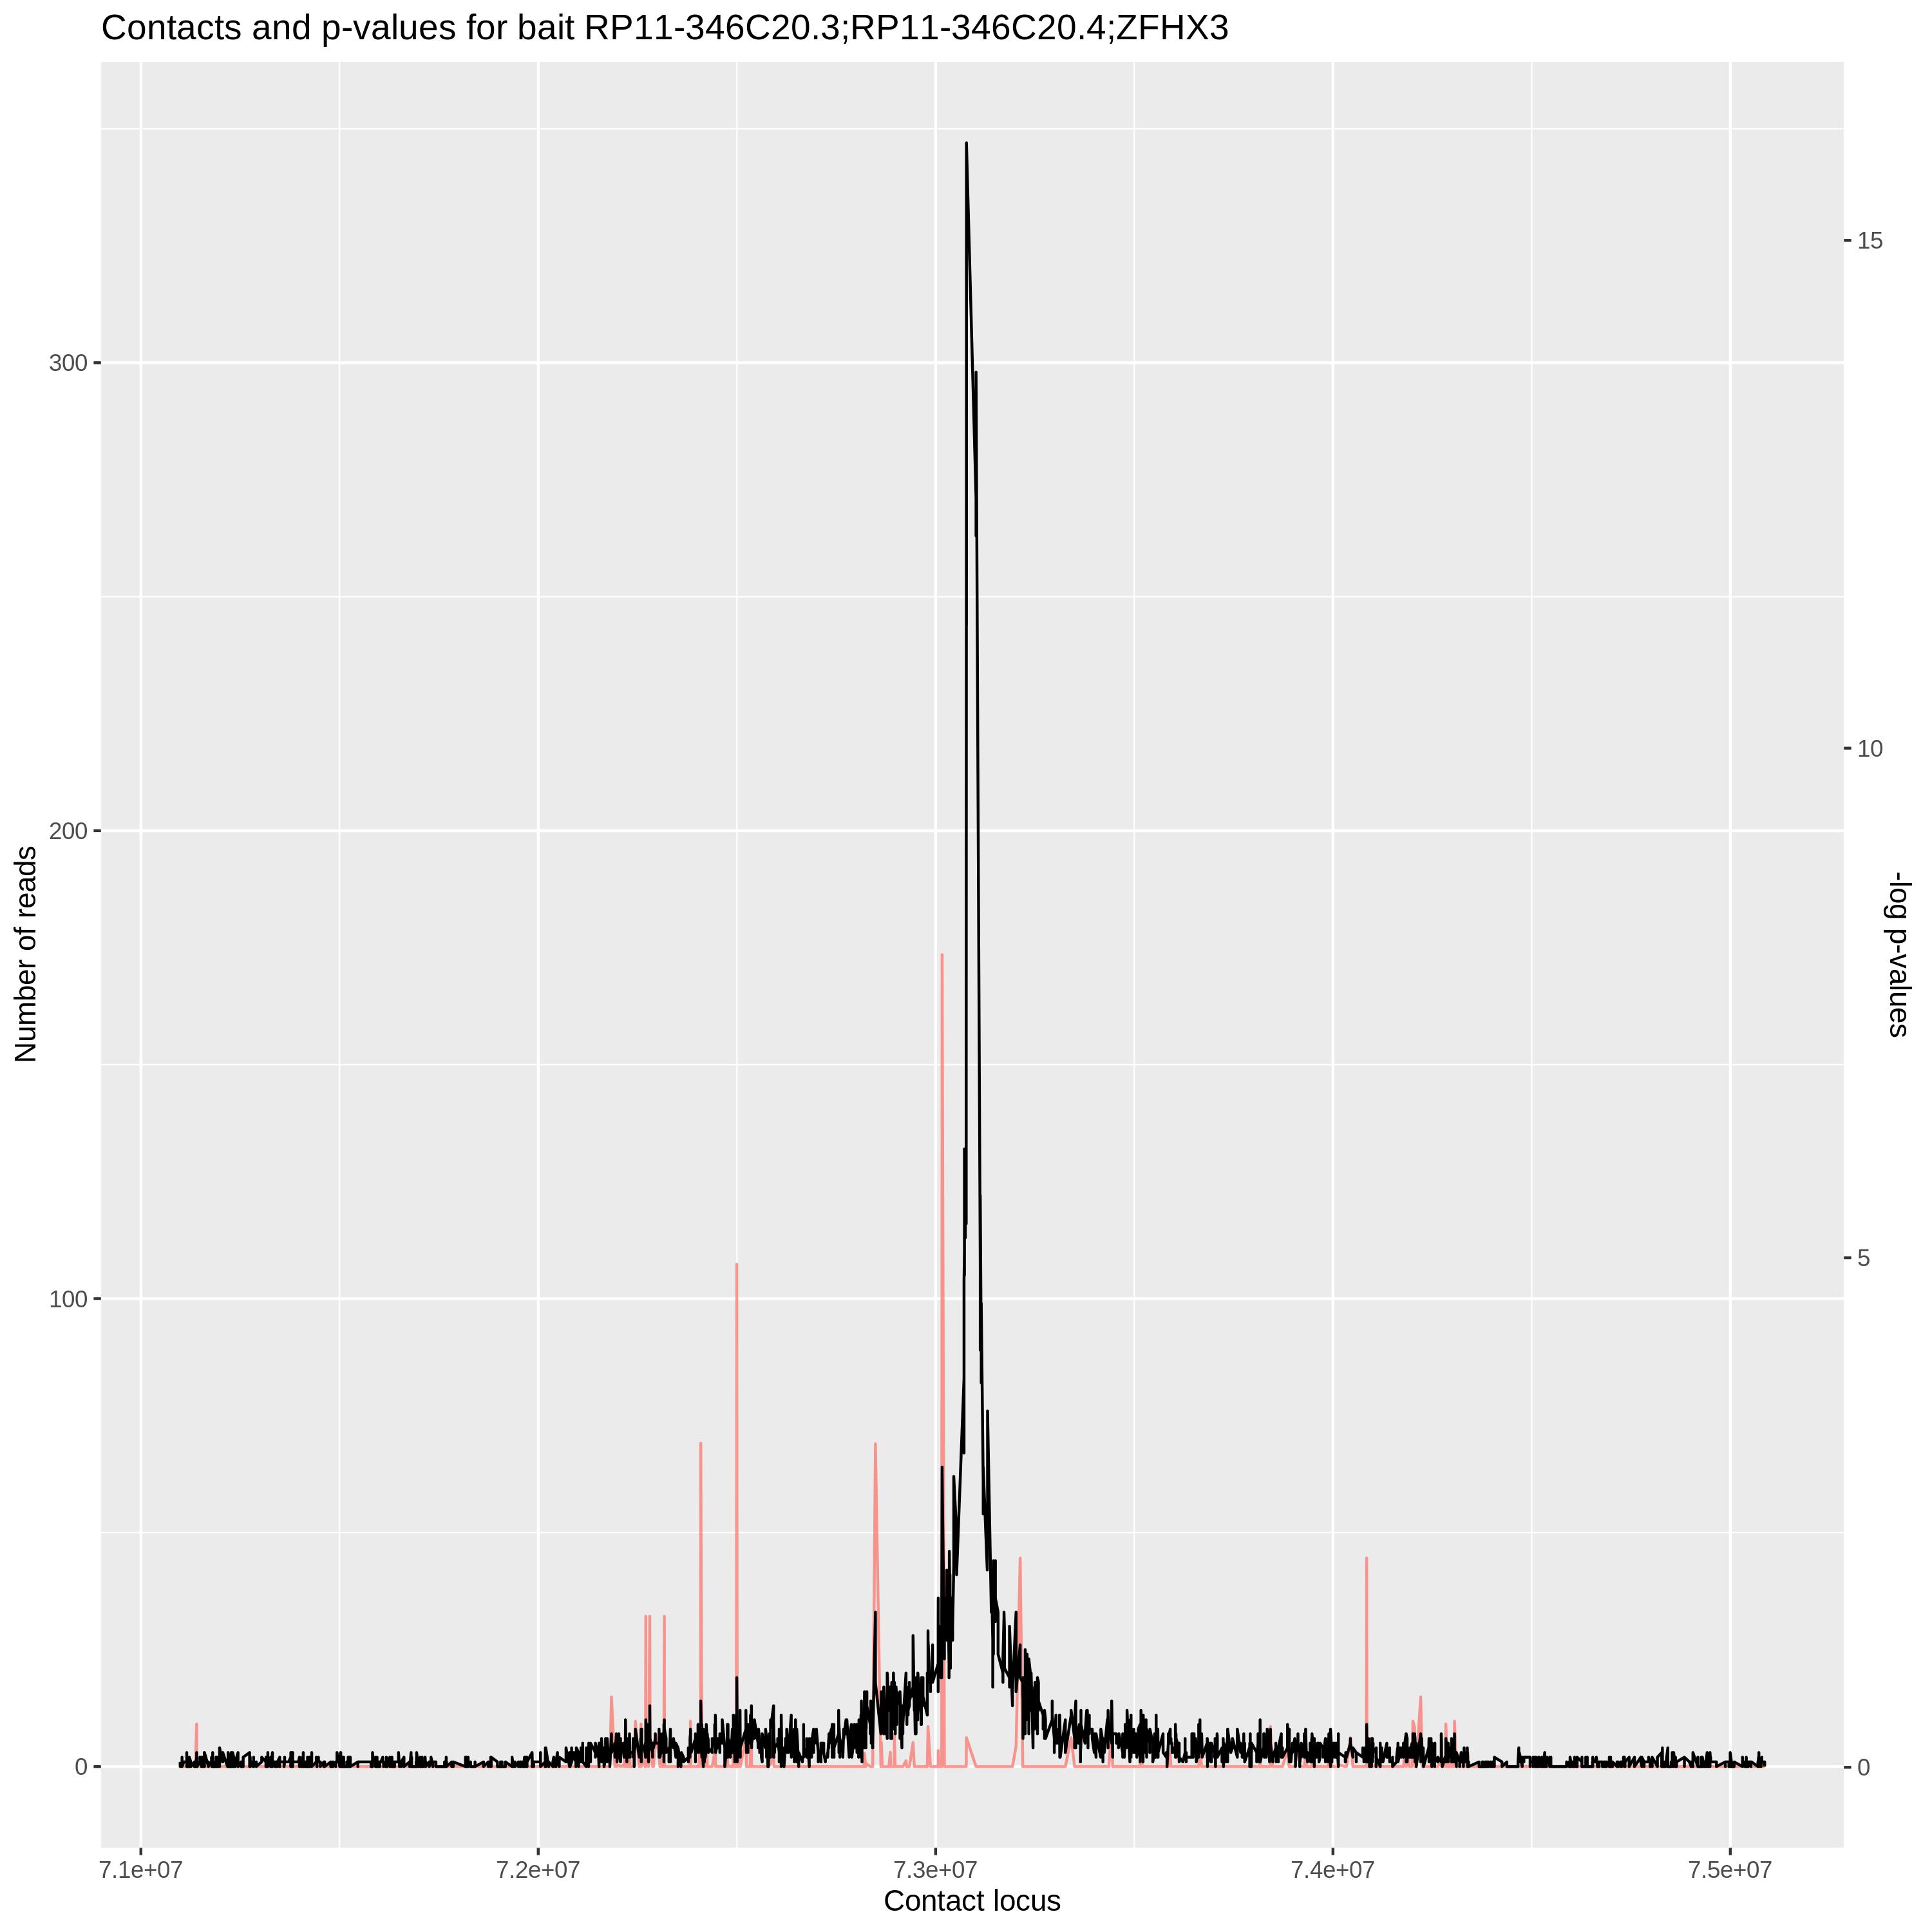 Contacts and p-values for bait RP11-346C20.3;RP11-346C20.4;ZFHX3
Number of reads
300
200
100
0
15
10
5
0
-log p-values
7.1e+07 7.2e+07 7.3e+07 7.4e+07 7.5e+07
Contact locus